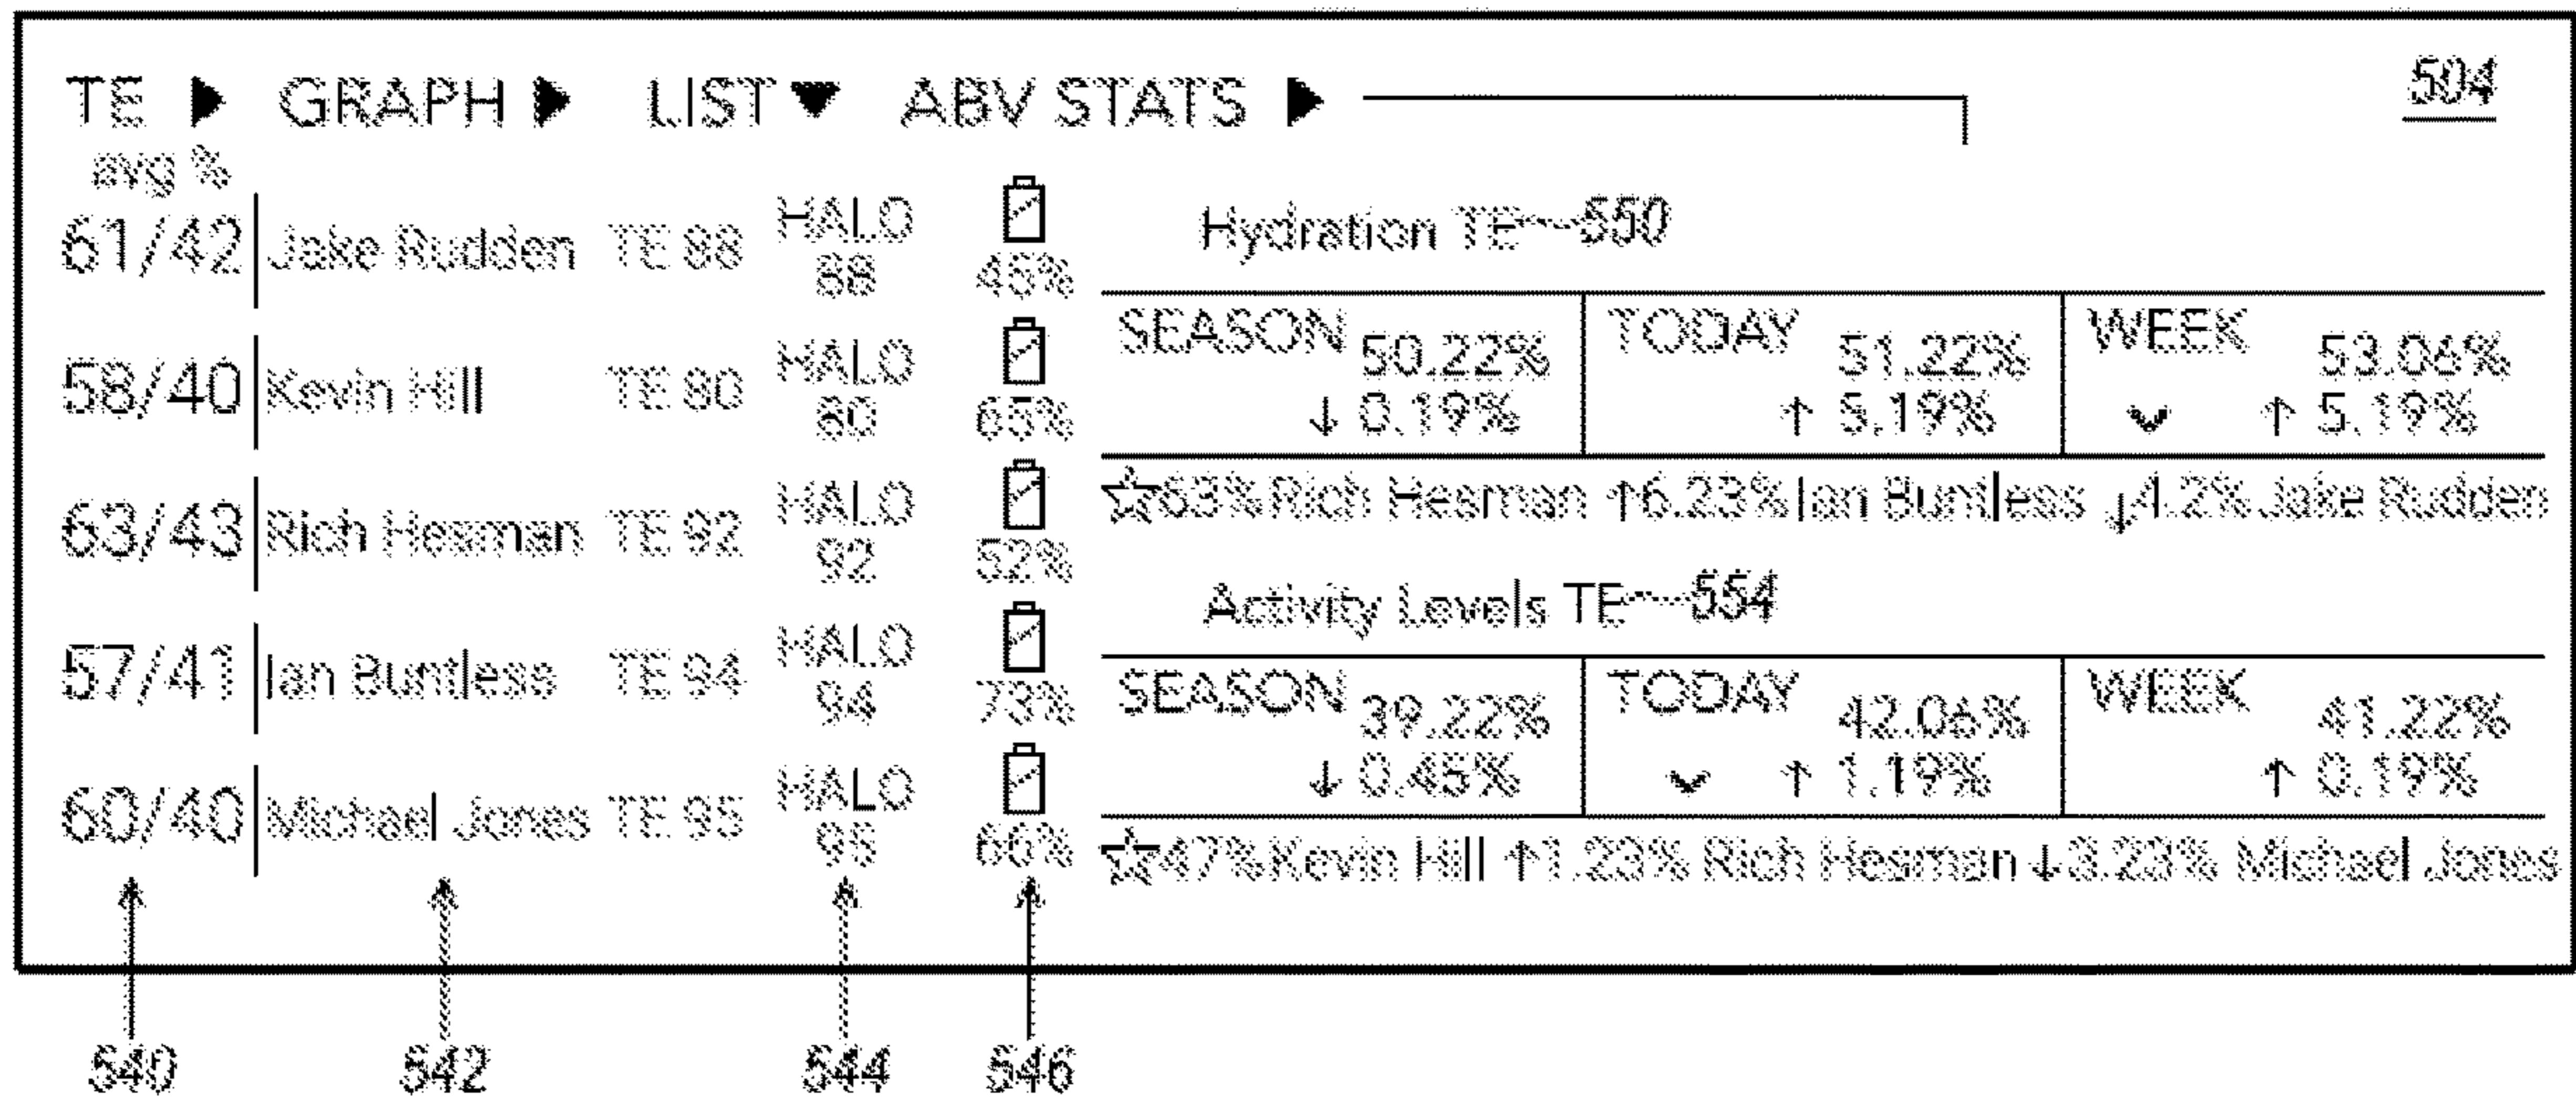 TE ▶ GRAPH ▶ LIST ▼ ABV STATS ▶ 504
avg %
61/42 Jake Rudden TE 88 HALO 88 45%
58/40 Kevin Hill TE 80 HALO 80 65%
63/43 Rich Hesman TE 92 HALO 92 52%
57/41 Ian Buntless TE 94 HALO 94 73%
60/40 Michael Jones TE 95 HALO 95 66%
Hydration TE 550
SEASON 50.22% TODAY 51.22% WEEK 53.06%
↓ 0.19% ↑ 5.19% ↑ 5.19%
☆63% Rich Hesman ↑6.23% Ian Buntless ↓4.2% Jake Rudden
Activity Levels TE 554
SEASON 39.22% TODAY 42.06% WEEK 41.22%
↓ 0.45% ↑ 1.19% ↑ 0.19%
☆47% Kevin Hill ↑1.23% Rich Hesman ↓3.23% Michael Jones
540 542 544 546